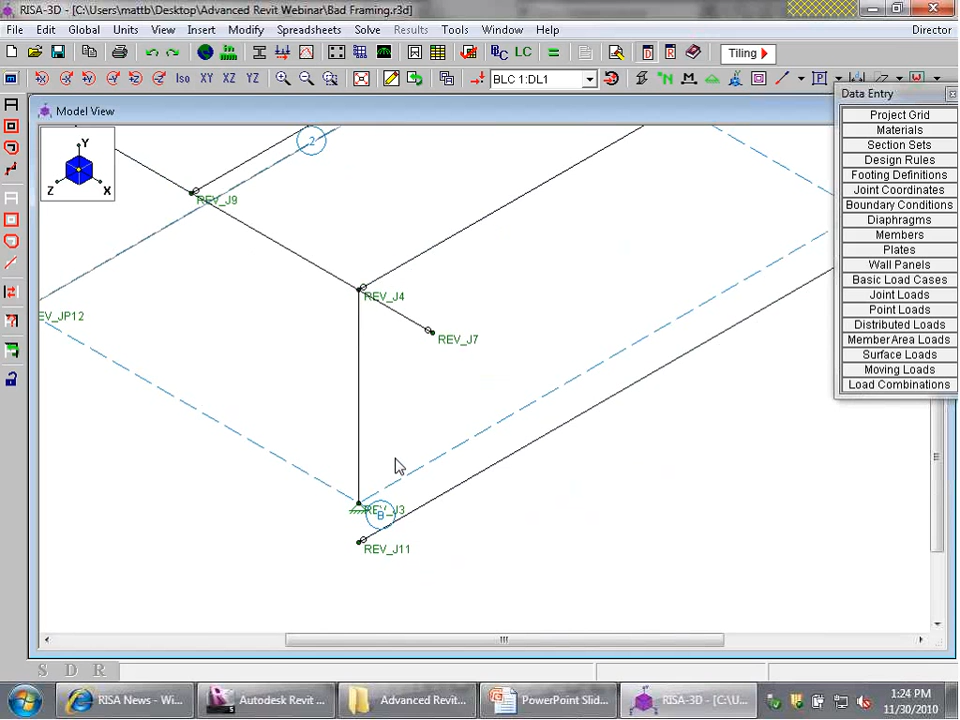 RISA-3D - [C:\Users\mattb\Desktop\Advanced Revit Webinar\Bad Framing.r3d]
File Edit Global Units View Insert Modify Spreadsheets Solve Results Tools Window Help Director
Tiling
Iso XY XZ YZ BLC 1:DL1
BLC LC
Model View
Data Entry
Project Grid
Materials
Section Sets
Design Rules
Footing Definitions
Joint Coordinates
Boundary Conditions
Diaphragms
Members
Plates
Wall Panels
Basic Load Cases
Joint Loads
Point Loads
Distributed Loads
Member Area Loads
Surface Loads
Moving Loads
Load Combinations
Y
Z X
2
REV_J9
REV_J4
EV_JP12
REV_J7
REV_J3
B
REV_J11
S D R
RISA News - Wi...
Autodesk Revit ...
Advanced Revit ...
PowerPoint Slid...
RISA-3D - [C:\U...
1:24 PM
11/30/2010